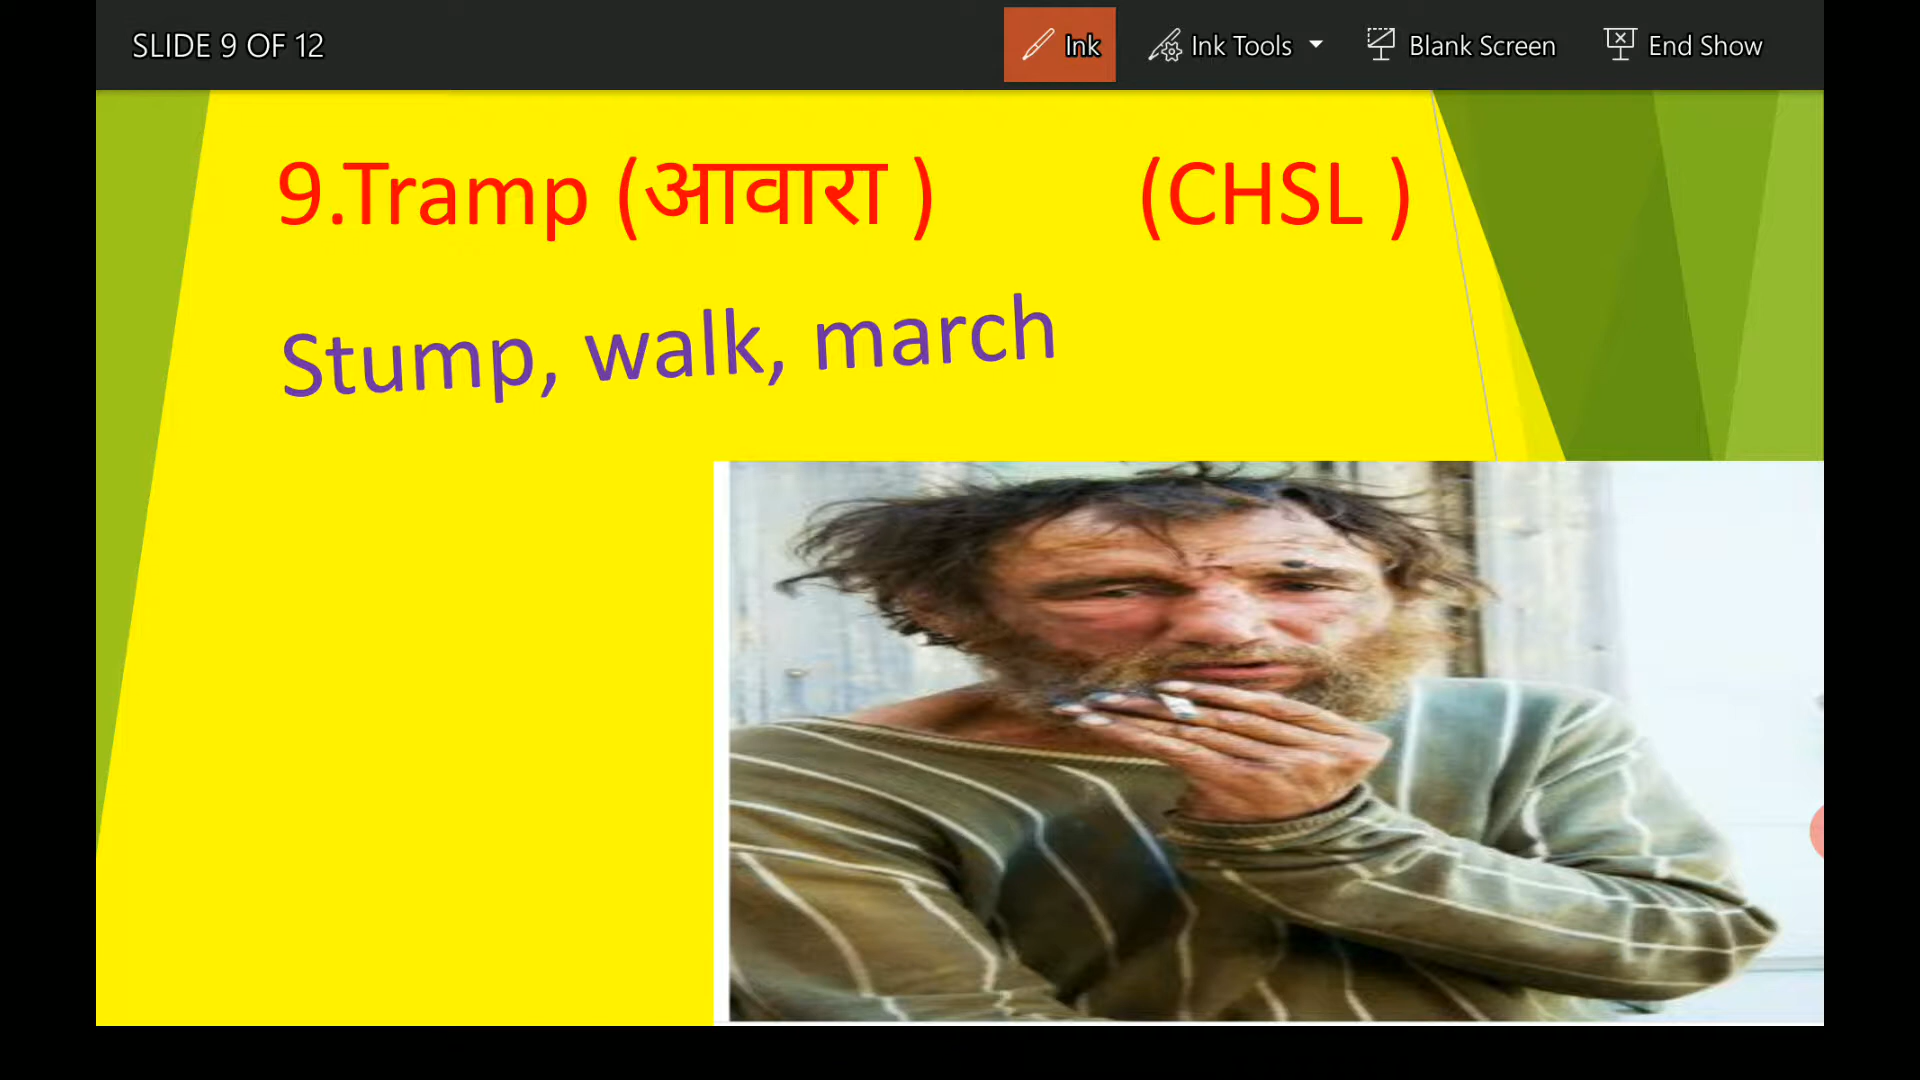 SLIDE 9 OF 12
Ink
Ink Tools
Blank Screen
End Show
9.Tramp (आवारा ) (CHSL )
Stump, walk, march